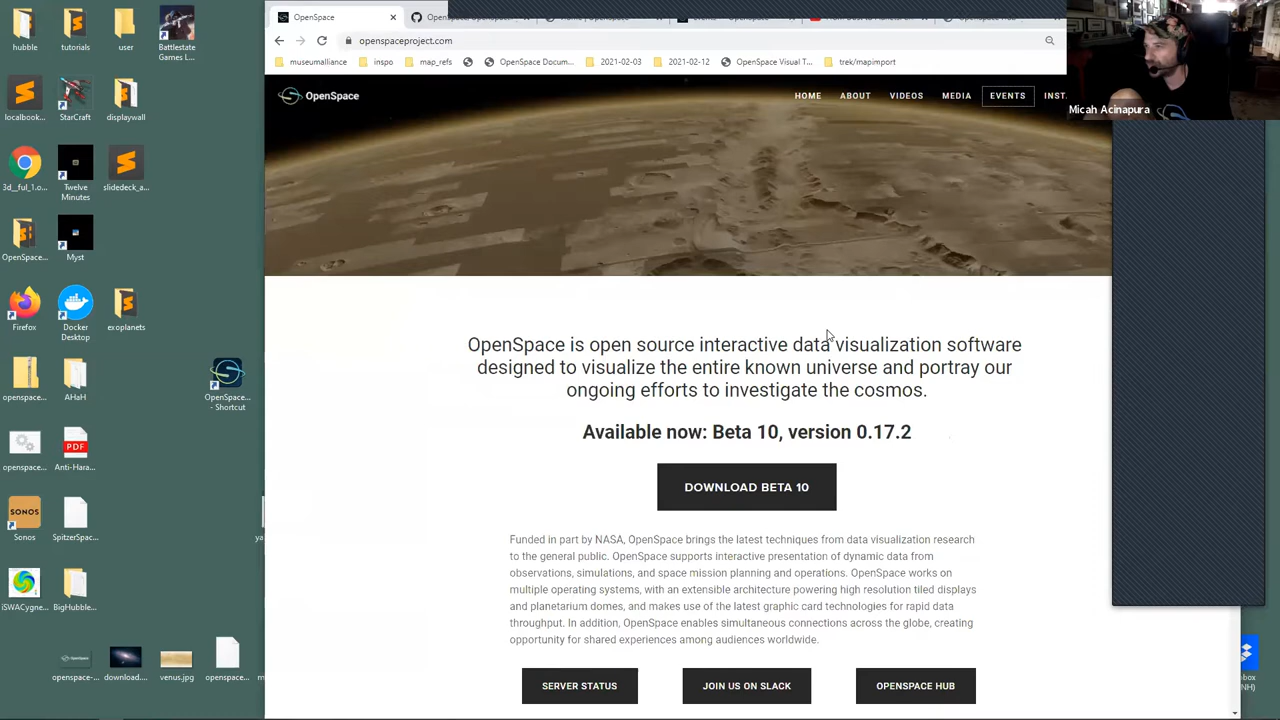 hubble
tutorials
user
Battlestate
Games L...
localbook...
StarCraft
displaywall
3d__ful_1.o...
Twelve
Minutes
slidedeck_a...
OpenSpace...
Myst
Firefox
Docker
Desktop
exoplanets
openspace...
AHaH
OpenSpace...
- Shortcut
openspace...
PDF
Anti-Hara...
SONOS
Sonos
SpitzerSpac...
iSWACygne...
BigHubble...
openspace-...
download....
venus.jpg
openspace...
OpenSpace
openspaceproject.com
museumalliance
inspo
map_refs
OpenSpace Docum...
2021-02-03
2021-02-12
OpenSpace Visual T...
trek/mapimport
OpenSpace
HOME
ABOUT
VIDEOS
MEDIA
EVENTS
INST
Micah Acinapura
OpenSpace is open source interactive data visualization software
designed to visualize the entire known universe and portray our
ongoing efforts to investigate the cosmos.
Available now: Beta 10, version 0.17.2
DOWNLOAD BETA 10
Funded in part by NASA, OpenSpace brings the latest techniques from data visualization research
to the general public. OpenSpace supports interactive presentation of dynamic data from
observations, simulations, and space mission planning and operations. OpenSpace works on
multiple operating systems, with an extensible architecture powering high resolution tiled displays
and planetarium domes, and makes use of the latest graphic card technologies for rapid data
throughput. In addition, OpenSpace enables simultaneous connections across the globe, creating
opportunity for shared experiences among audiences worldwide.
SERVER STATUS
JOIN US ON SLACK
OPENSPACE HUB